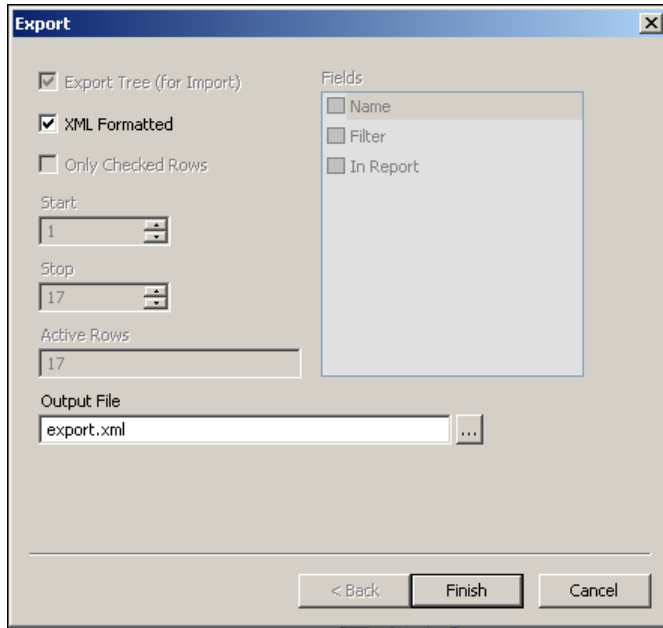 Export
Export Tree (for Import)
XML Formatted
Only Checked Rows
Start
1
Stop
17
Active Rows
17
Fields
Name
Filter
In Report
Output File
export.xml
...
< Back
Finish
Cancel